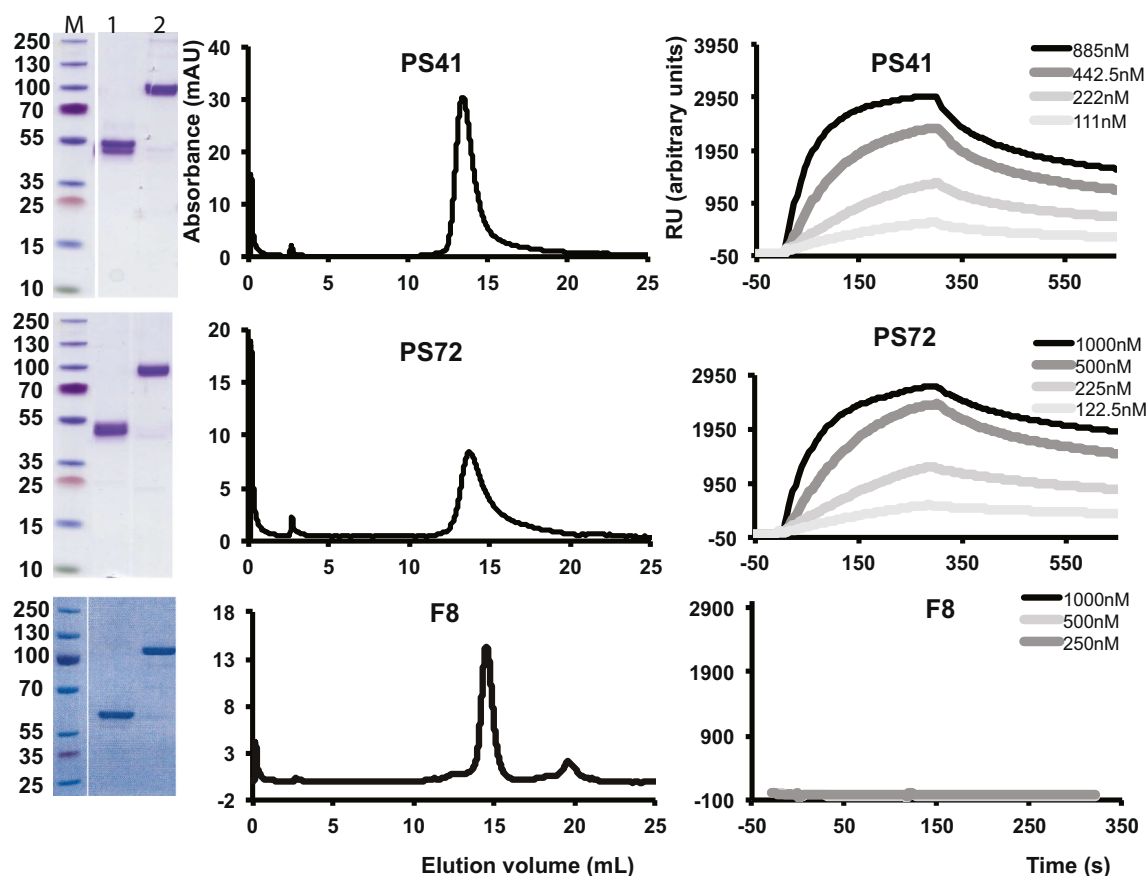 M 1 2
250
130
100
70
55
35
25
15
10
Absorbance (mAU)
PS41
40
30
20
10
0
0 5 10 15 20 25
RU (arbitrary units)
PS41
3950
2950
1950
950
-50
-50 150 350 550
885nM
442.5nM
222nM
111nM
250
130
100
70
55
35
25
15
10
PS72
20
15
10
5
0
0 5 10 15 20 25
PS72
2950
1950
950
-50
-50 150 350 550
1000nM
500nM
225nM
122.5nM
250
130
100
70
55
35
25
F8
18
13
8
3
-2
0 5 10 15 20 25
Elution volume (mL)
F8
2900
1900
900
-100
-50 50 150 250 350
1000nM
500nM
250nM
Time (s)